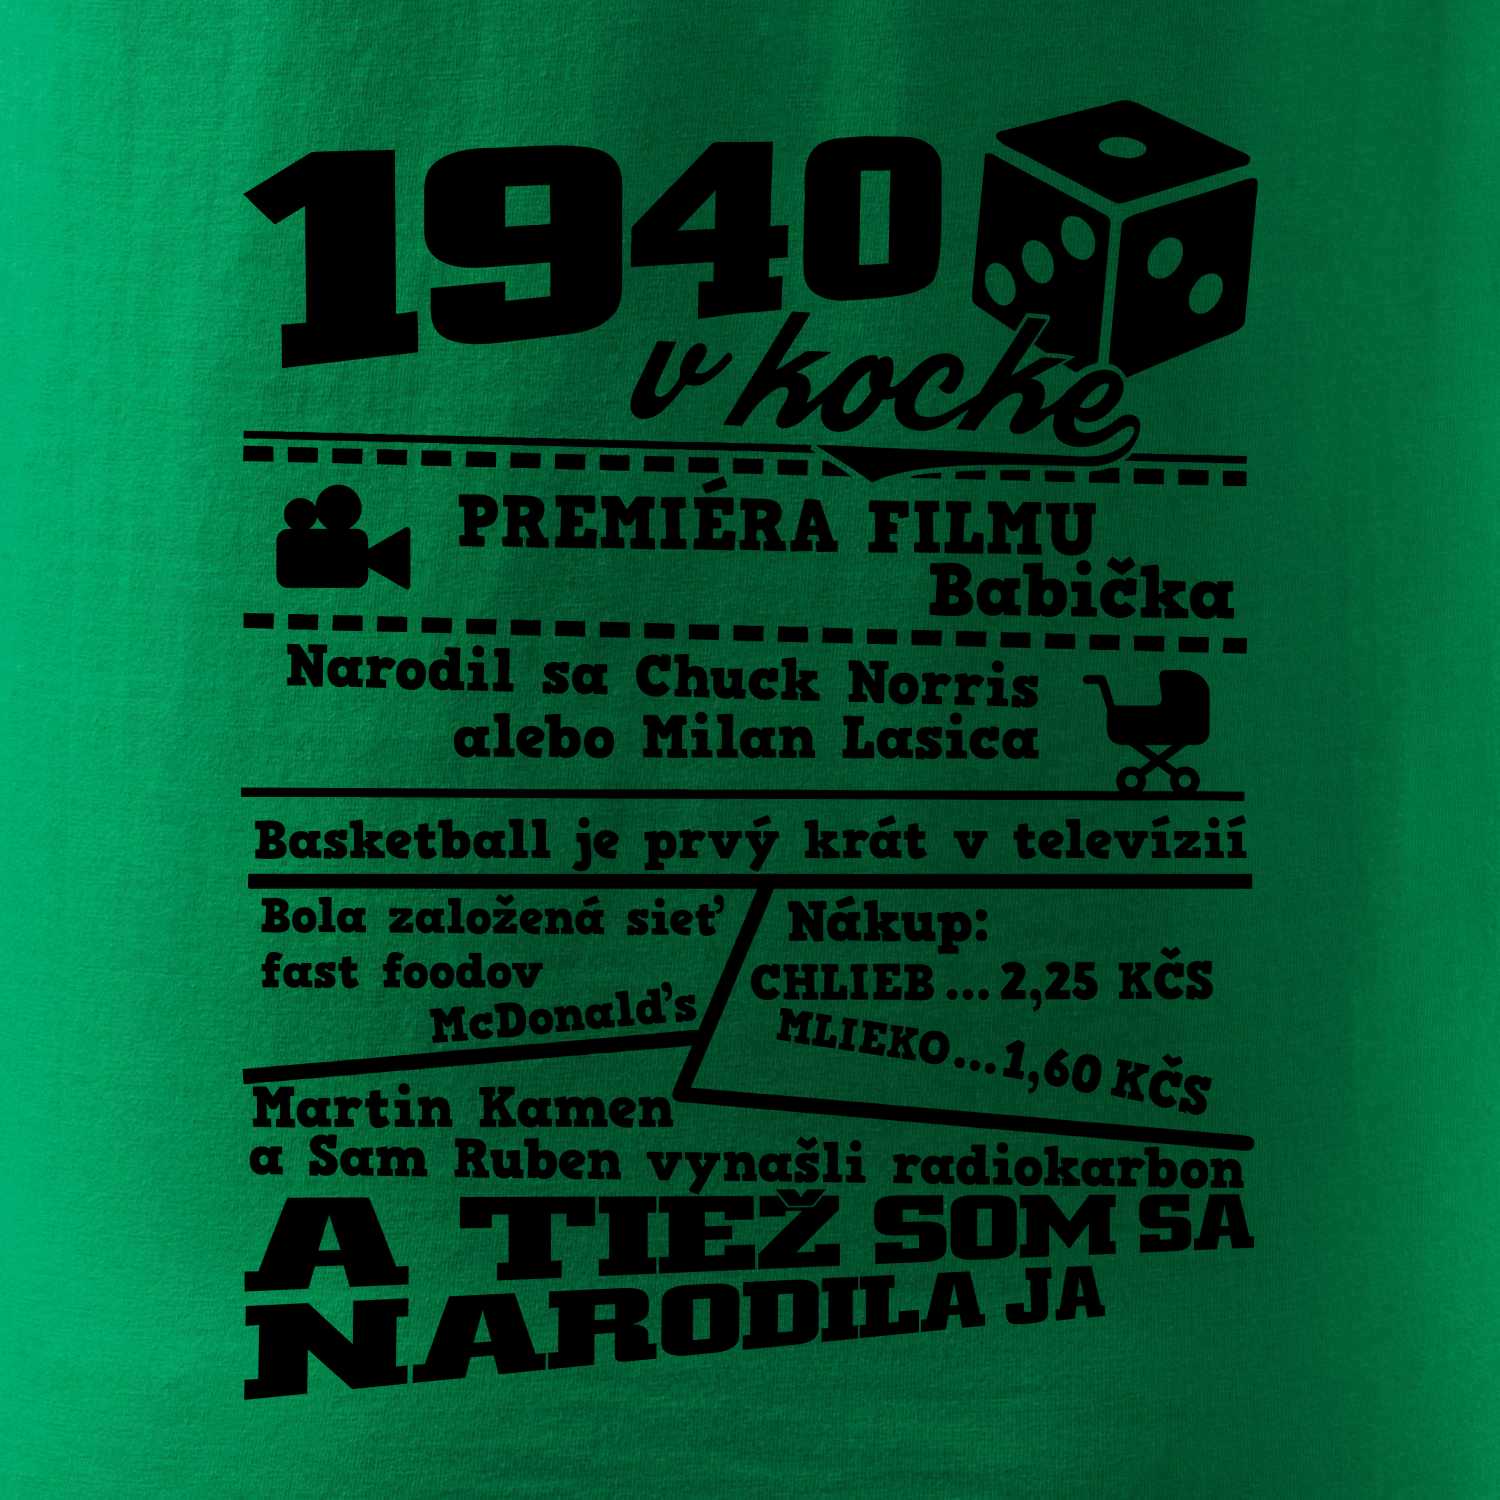 1940
v kocke
PREMIÉRA FILMU
Babička
Narodil sa Chuck Norris
alebo Milan Lasica
Basketball je prvý krát v televízií
Bola založená sieť
fast foodov
McDonald's
Nákup:
CHLIEB...2,25 KČS
MLIEKO...1,60 KČS
Martin Kamen
a Sam Ruben vynašli radiokarbon
A TIEŽ SOM SA
NARODILA JA